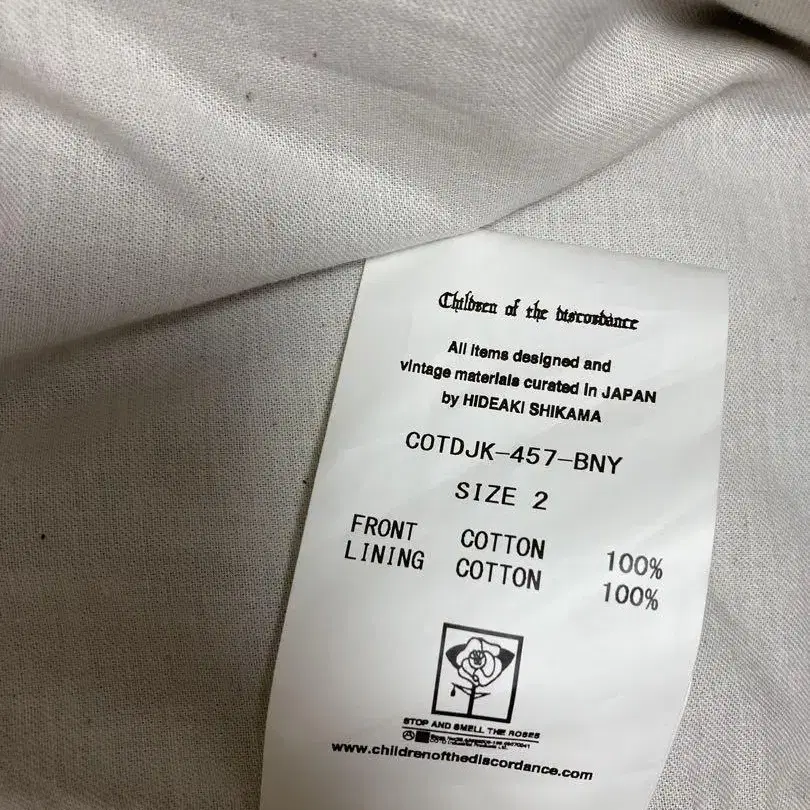 Children of the discordance
All items designed and
vintage materials curated in JAPAN
by HIDEAKI SHIKAMA
COTDJK-457-BNY
SIZE 2
FRONT COTTON 100%
LINING COTTON 100%
STOP AND SMELL THE ROSES
www.childrenofthediscordance.com